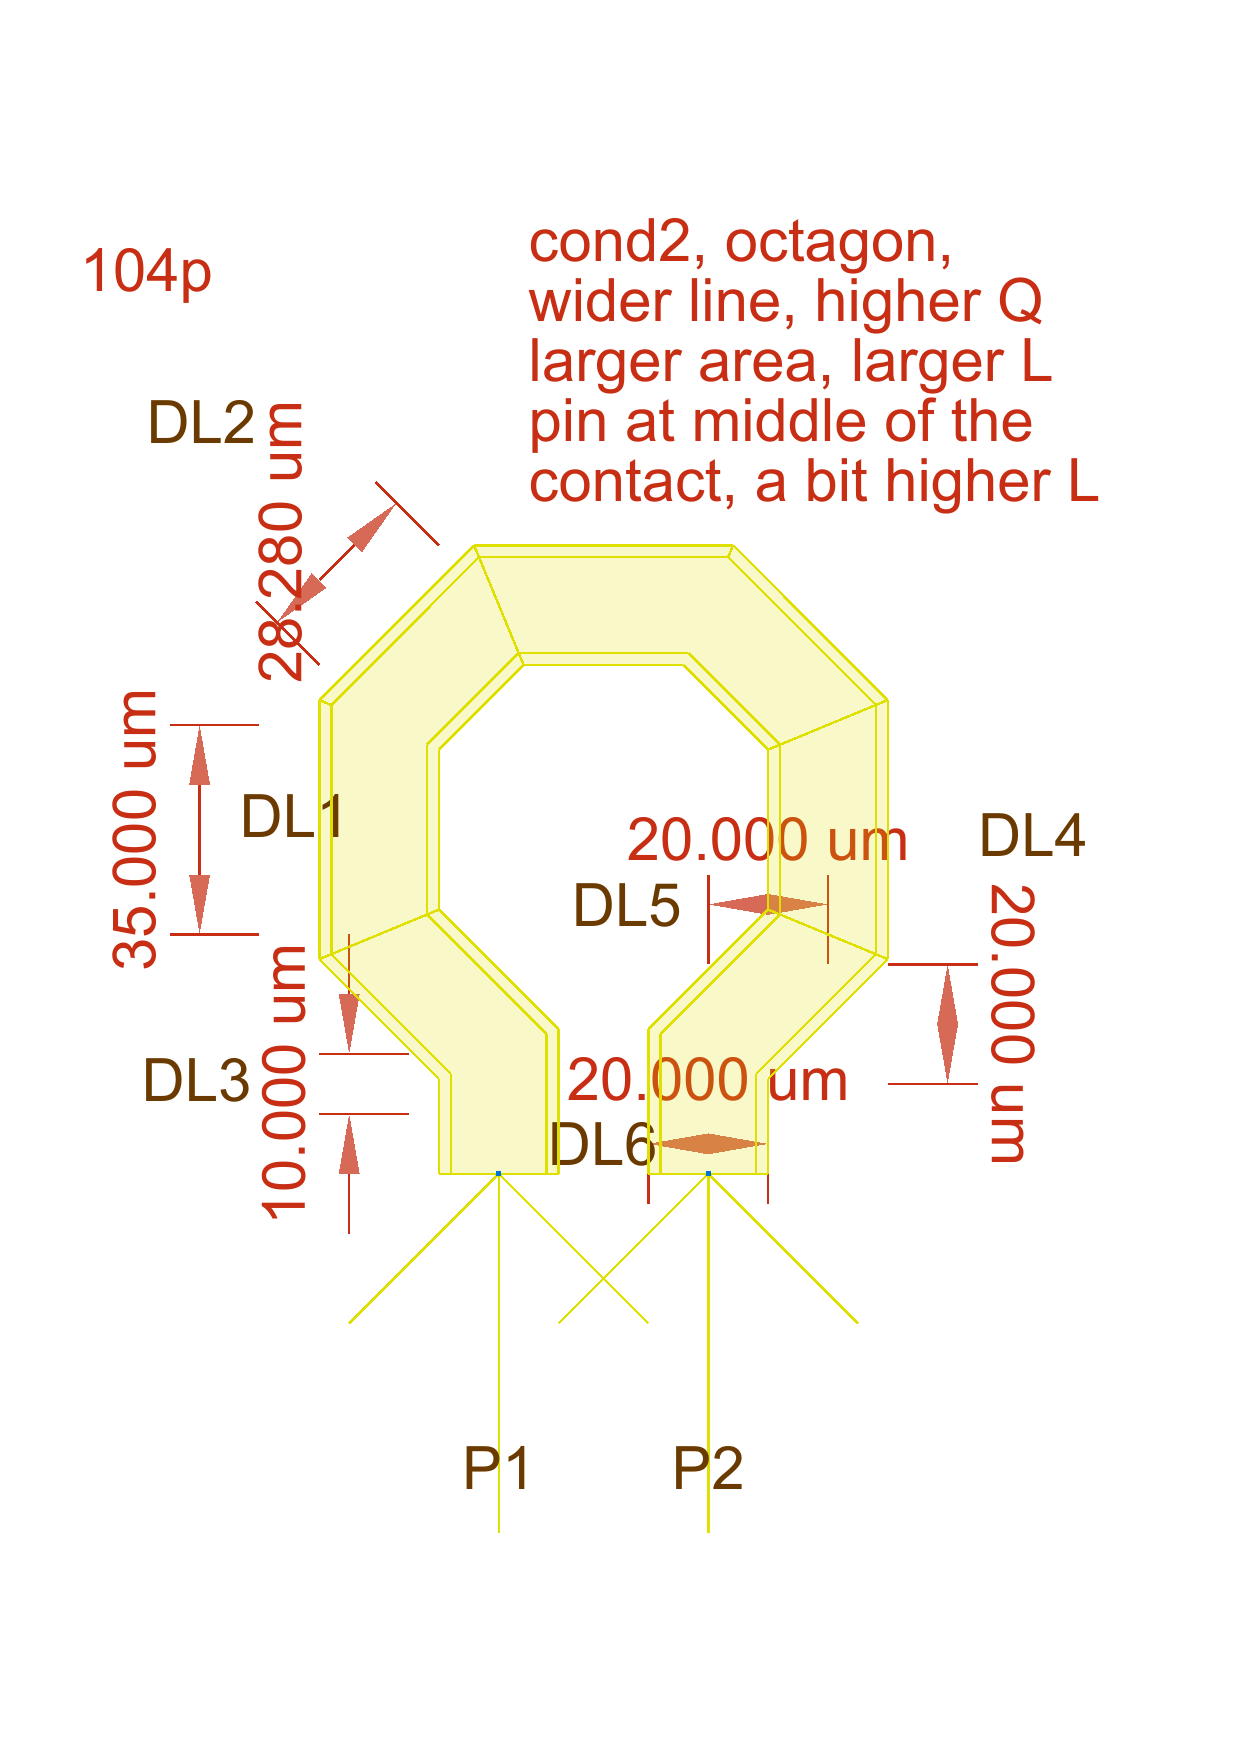 cond2, octagon,
104p
wider line, higher Q
larger area, larger L
pin at middle of the
contact, a bit higher L
DL2
28.280 um
35.000 um
DL1
20.000 um
DL4
DL5
20.000 um
10.000 um
DL3
20.000 um
DL6
P1
P2